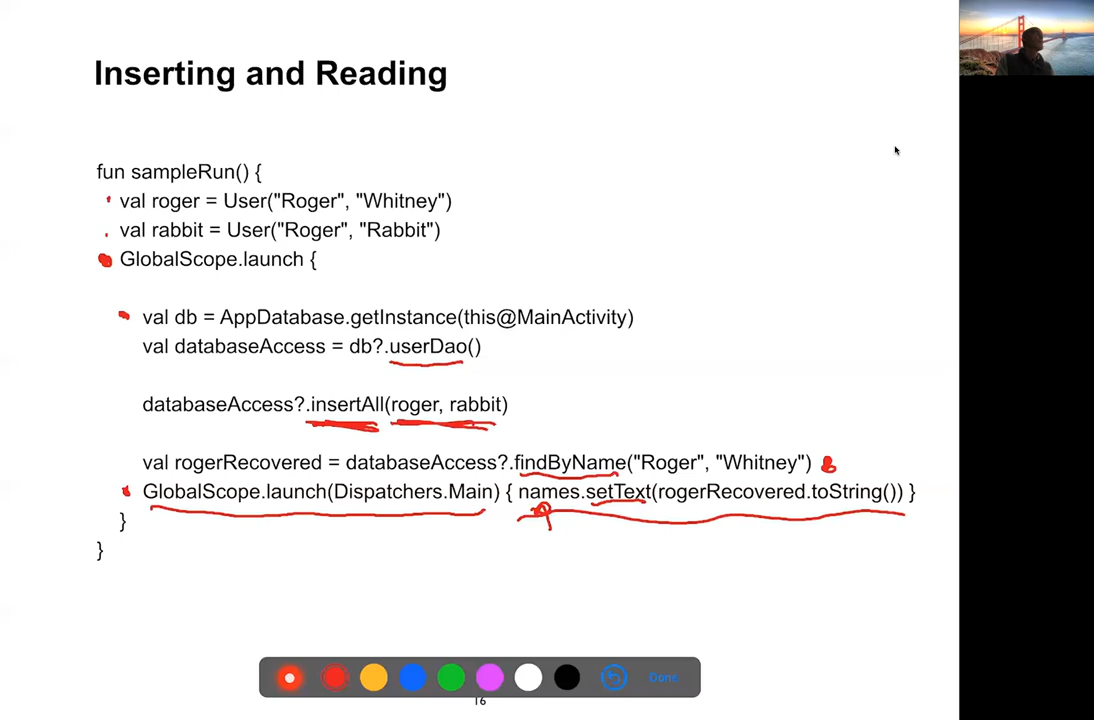 Inserting and Reading
fun sampleRun() {
val roger = User("Roger", "Whitney")
val rabbit = User("Roger", "Rabbit")
GlobalScope.launch {
val db = AppDatabase.getInstance(this@MainActivity)
val databaseAccess = db?.userDao()
databaseAccess?.insertAll(roger, rabbit)
val rogerRecovered = databaseAccess?.findByName("Roger", "Whitney")
GlobalScope.launch(Dispatchers.Main) { names.setText(rogerRecovered.toString()) }
}
}
Done
16